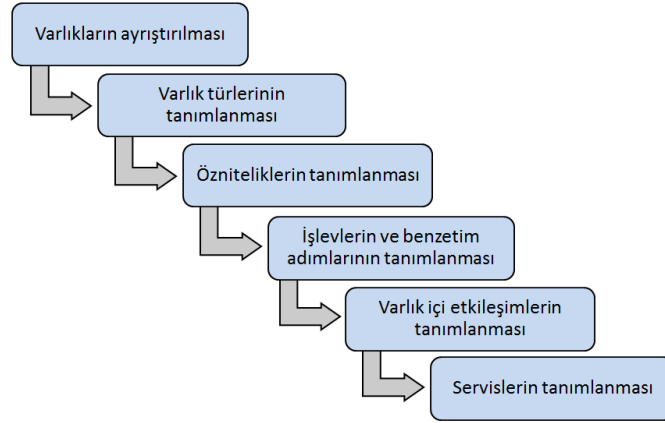 Varlıkların ayrıştırılması
Varlık türlerinin
tanımlanması
Özniteliklerin tanımlanması
İşlevlerin ve benzetim
adımlarının tanımlanması
Varlık içi etkileşimlerin
tanımlanması
Servislerin tanımlanması